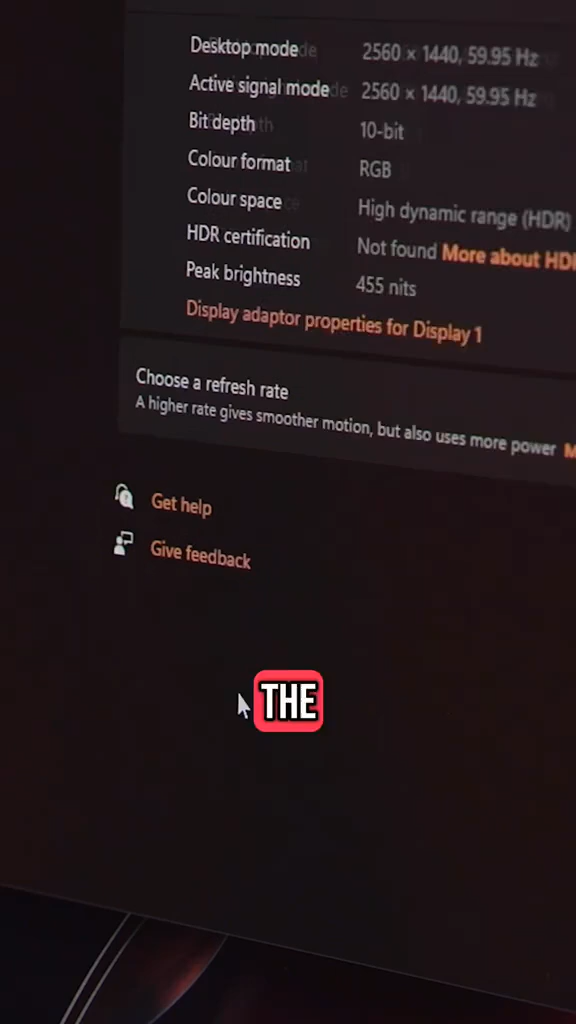 Desktop mode 2560 × 1440, 59.95 Hz
Active signal mode 2560 × 1440, 59.95 Hz
Bit depth 10-bit
Colour format RGB
Colour space High dynamic range (HDR)
HDR certification Not found More about HD
Peak brightness 455 nits
Display adaptor properties for Display 1
Choose a refresh rate
A higher rate gives smoother motion, but also uses more power M
Get help
Give feedback
THE